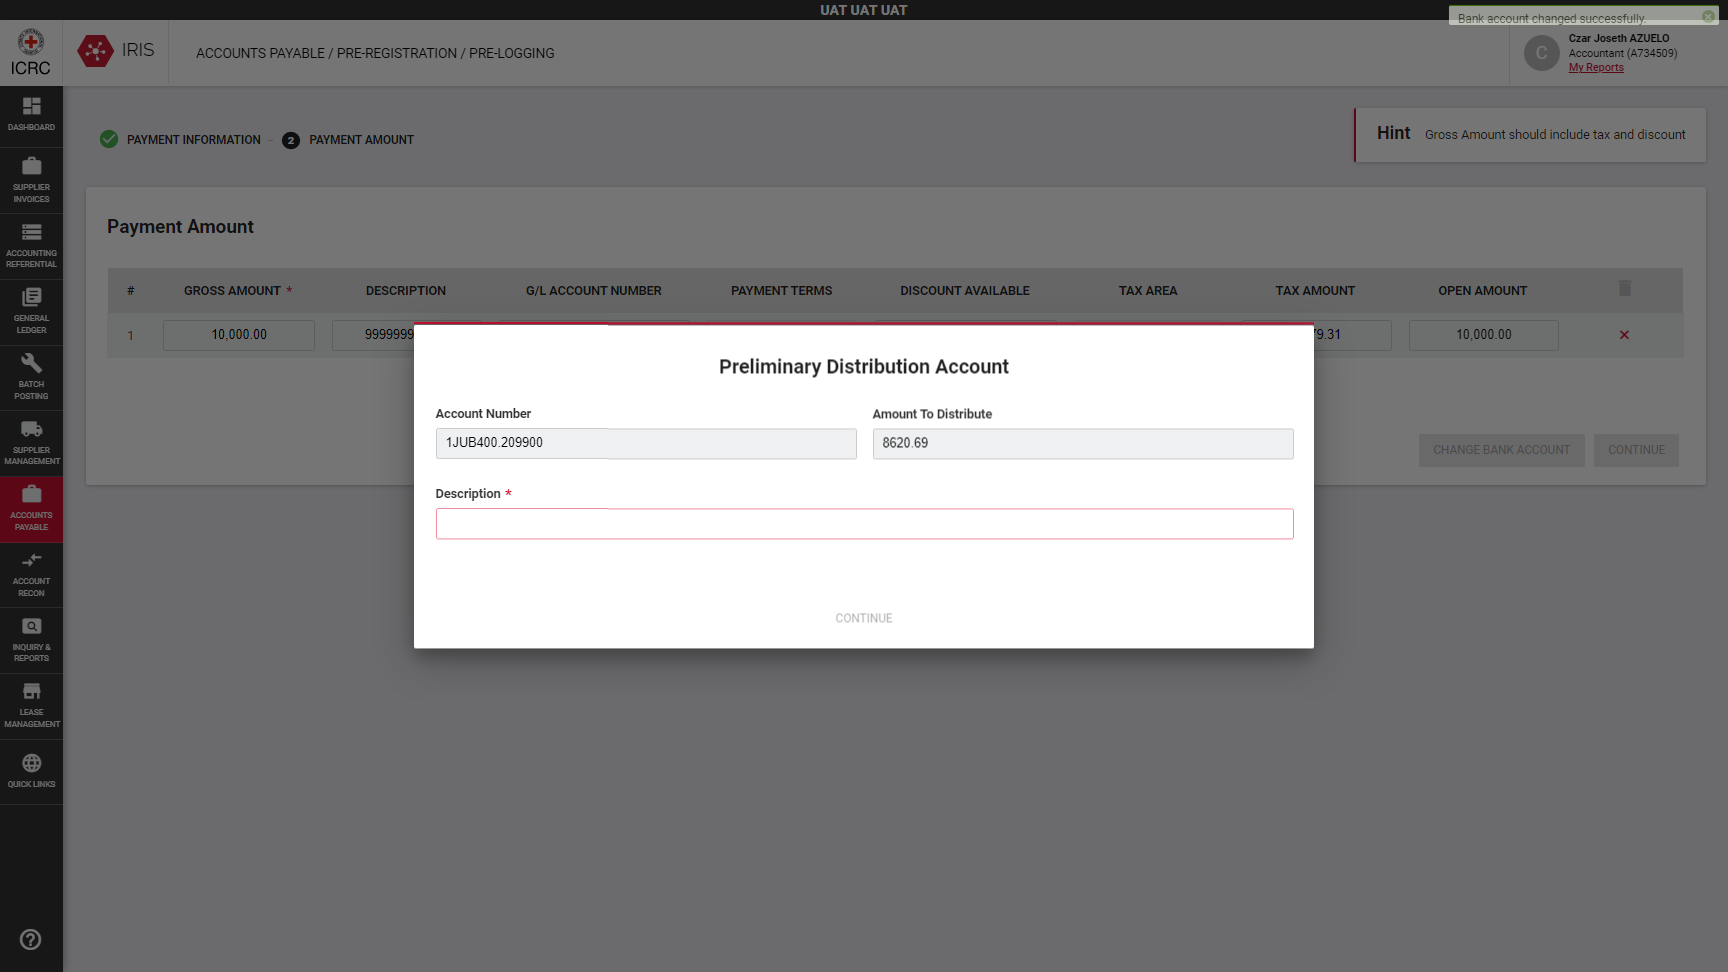 UAT UAT UAT
Bank account changed successfully.
ICRC
IRIS
ACCOUNTS PAYABLE / PRE-REGISTRATION / PRE-LOGGING
C
Czar Joseth AZUELO
Accountant (A734509)
My Reports
DASHBOARD
SUPPLIER
INVOICES
ACCOUNTING
REFERENTIAL
GENERAL
LEDGER
BATCH
POSTING
SUPPLIER
MANAGEMENT
ACCOUNTS
PAYABLE
ACCOUNT
RECON
INQUIRY &
REPORTS
LEASE
MANAGEMENT
QUICK LINKS
PAYMENT INFORMATION - 2 PAYMENT AMOUNT
Hint Gross Amount should include tax and discount
Payment Amount
# GROSS AMOUNT * DESCRIPTION G/L ACCOUNT NUMBER PAYMENT TERMS DISCOUNT AVAILABLE TAX AREA TAX AMOUNT OPEN AMOUNT
1 10,000.00 9999999 9.31 10,000.00
CHANGE BANK ACCOUNT CONTINUE
Preliminary Distribution Account
Account Number Amount To Distribute
1JUB400.209900 8620.69
Description *
CONTINUE